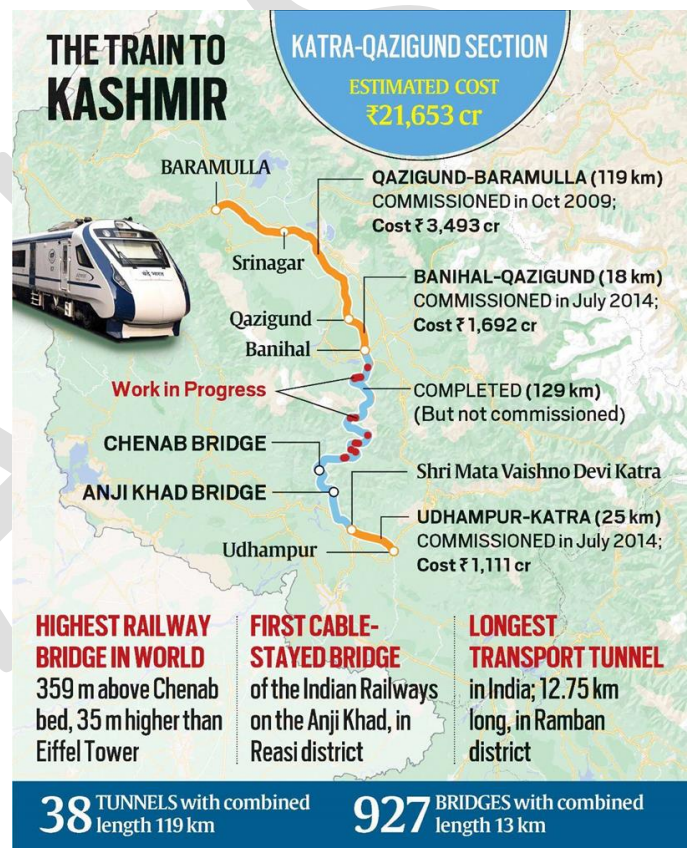 THE TRAIN TO
KASHMIR
KATRA-QAZIGUND SECTION
ESTIMATED COST
₹21,653 cr
BARAMULLA
QAZIGUND-BARAMULLA (119 km)
COMMISSIONED in Oct 2009;
Cost ₹ 3,493 cr
Srinagar
BANIHAL-QAZIGUND (18 km)
COMMISSIONED in July 2014;
Cost ₹1,692 cr
Qazigund
Banihal
Work in Progress
COMPLETED (129 km)
(But not commissioned)
CHENAB BRIDGE
Shri Mata Vaishno Devi Katra
ANJI KHAD BRIDGE
UDHAMPUR-KATRA (25 km)
COMMISSIONED in July 2014;
Cost ₹ 1,111 cr
Udhampur
HIGHEST RAILWAY
BRIDGE IN WORLD
359 m above Chenab
bed, 35 m higher than
Eiffel Tower
FIRST CABLE-
STAYED BRIDGE
of the Indian Railways
on the Anji Khad, in
Reasi district
LONGEST
TRANSPORT TUNNEL
in India; 12.75 km
long, in Ramban
district
38 TUNNELS with combined
length 119 km
927 BRIDGES with combined
length 13 km